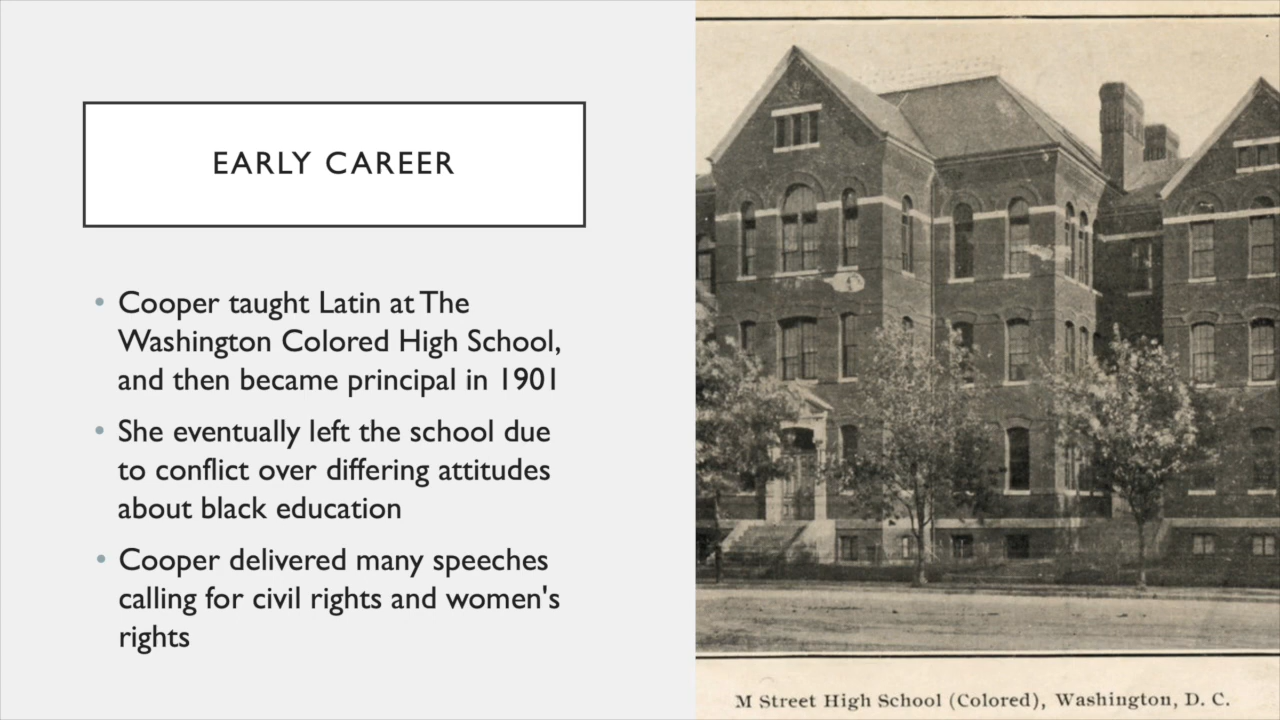 EARLY CAREER
• Cooper taught Latin at The
Washington Colored High School,
and then became principal in 1901
• She eventually left the school due
to conflict over differing attitudes
about black education
• Cooper delivered many speeches
calling for civil rights and women's
rights
M Street High School (Colored), Washington, D. C.